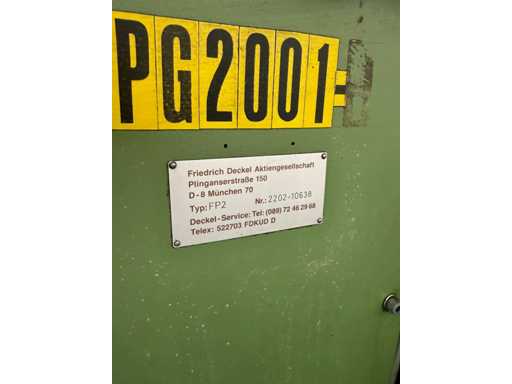 PG2001
Friedrich Deckel Aktiengesellschaft
Plinganserstraße 150
D-8 München 70
Typ: FP2 Nr.: 2202-10638
Deckel-Service: Tel: (089) 72 46 29 68
Telex: 522703 FDKUD D